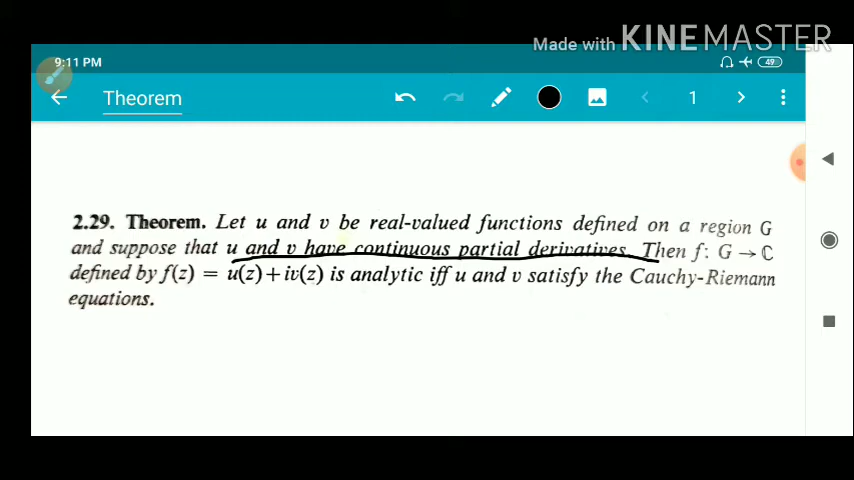 Made with KINEMASTER
9:11 PM
49
Theorem
1
2.29. Theorem. Let u and v be real-valued functions defined on a region G
and suppose that u and v have continuous partial derivatives. Then f: G → ℂ
defined by f(z) = u(z)+iv(z) is analytic iff u and v satisfy the Cauchy-Riemann
equations.